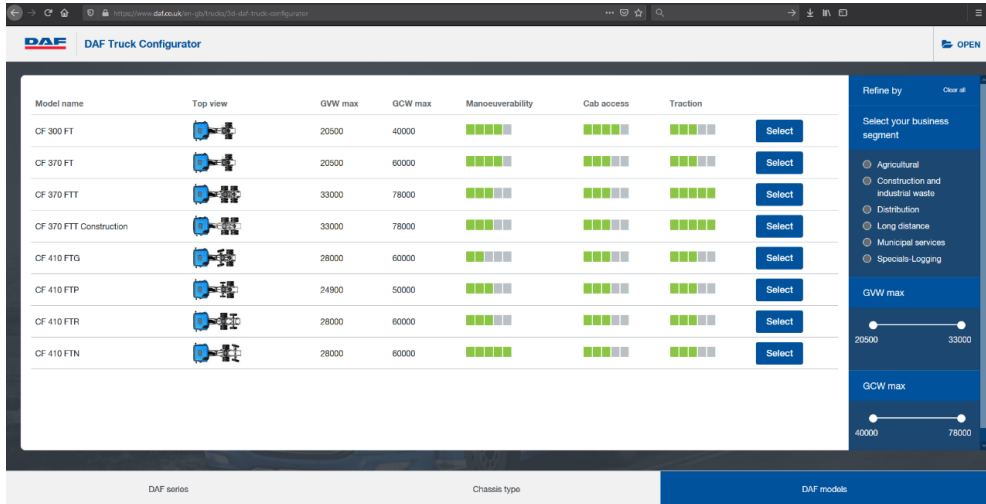 https://www.daf.co.uk/en-gb/trucks/3d-daf-truck-configurator
DAF DAF Truck Configurator OPEN
Model name Top view GVW max GCW max Manoeuverability Cab access Traction
CF 300 FT 20500 40000 Select
CF 370 FT 20500 60000 Select
CF 370 FTT 33000 78000 Select
CF 370 FTT Construction 33000 78000 Select
CF 410 FTG 28000 60000 Select
CF 410 FTP 24900 50000 Select
CF 410 FTR 28000 60000 Select
CF 410 FTN 28000 60000 Select
Refine by Clear all
Select your business
segment
Agricultural
Construction and
industrial waste
Distribution
Long distance
Municipal services
Specials-Logging
GVW max
20500 33000
GCW max
40000 78000
DAF series Chassis type DAF models